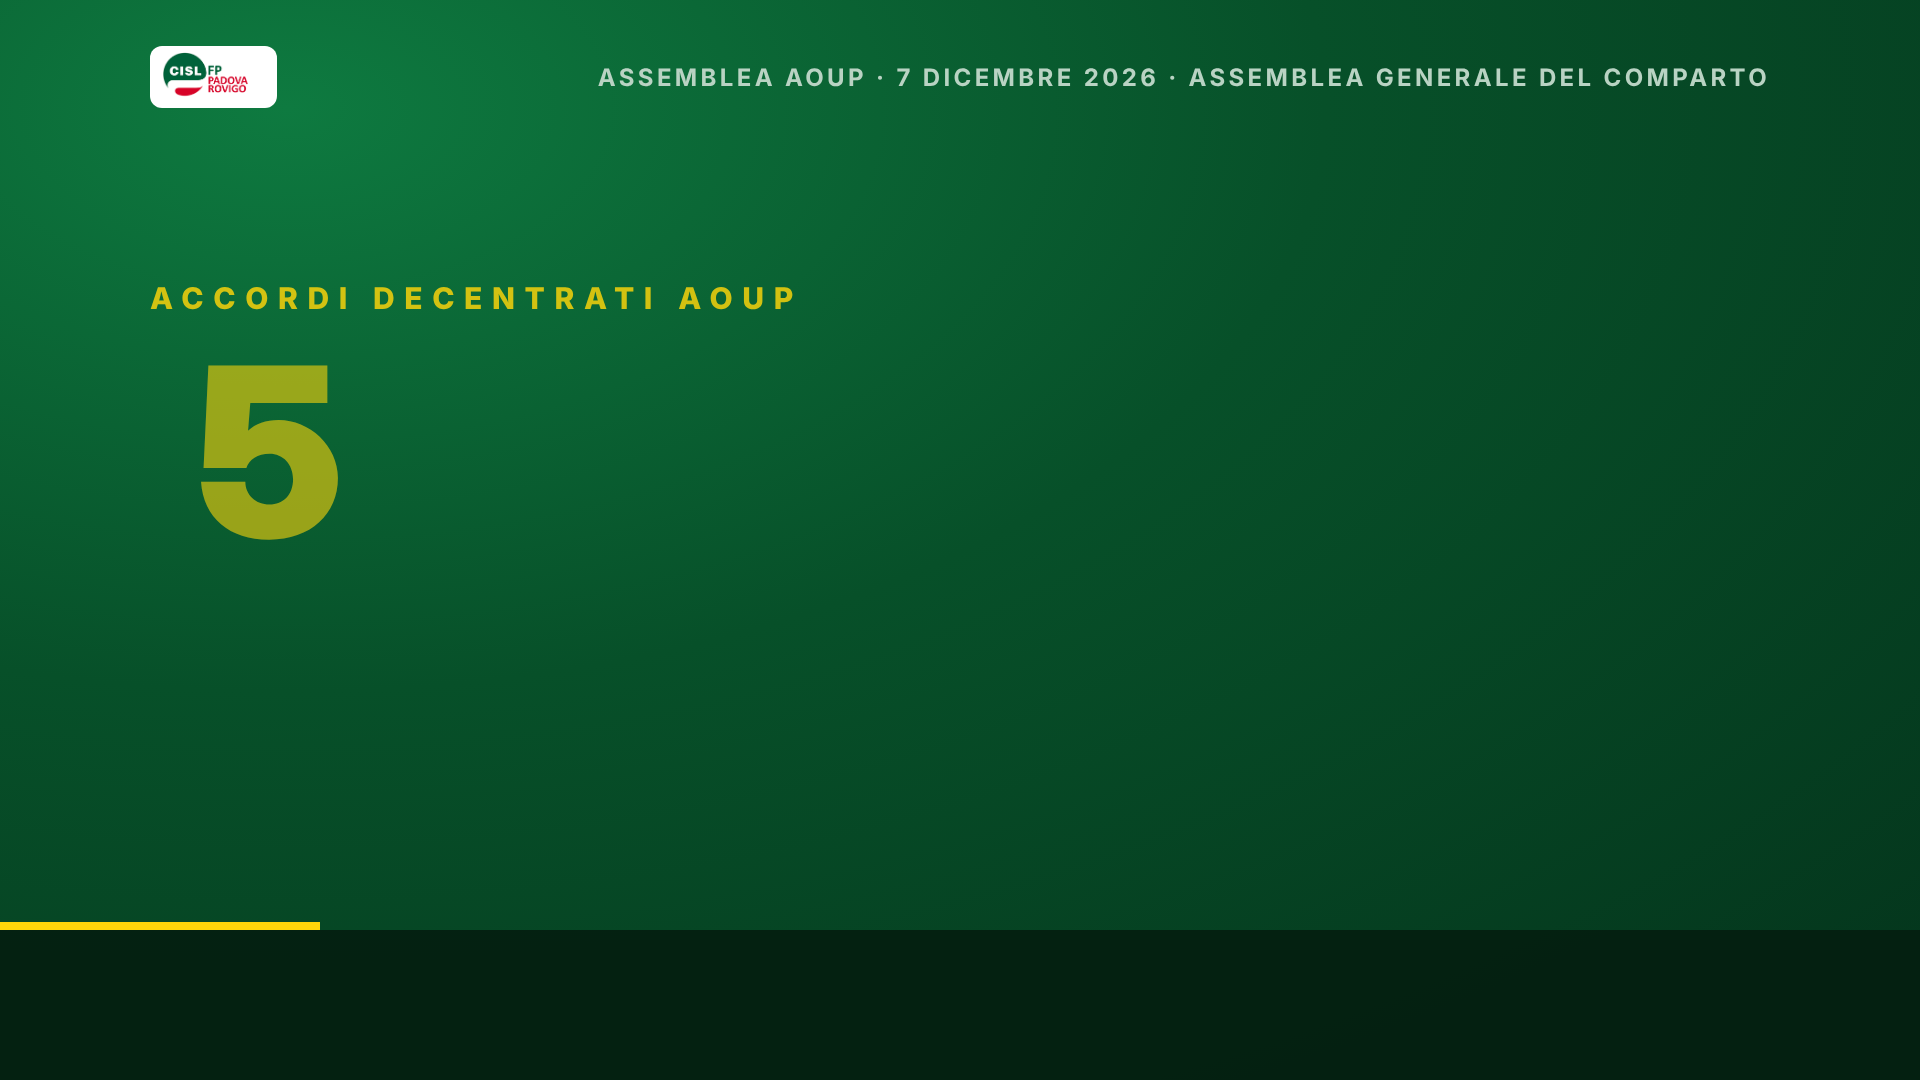 CISL FP
PADOVA
ROVIGO
ASSEMBLEA AOUP · 7 DICEMBRE 2026 · ASSEMBLEA GENERALE DEL COMPARTO
ACCORDI DECENTRATI AOUP
5